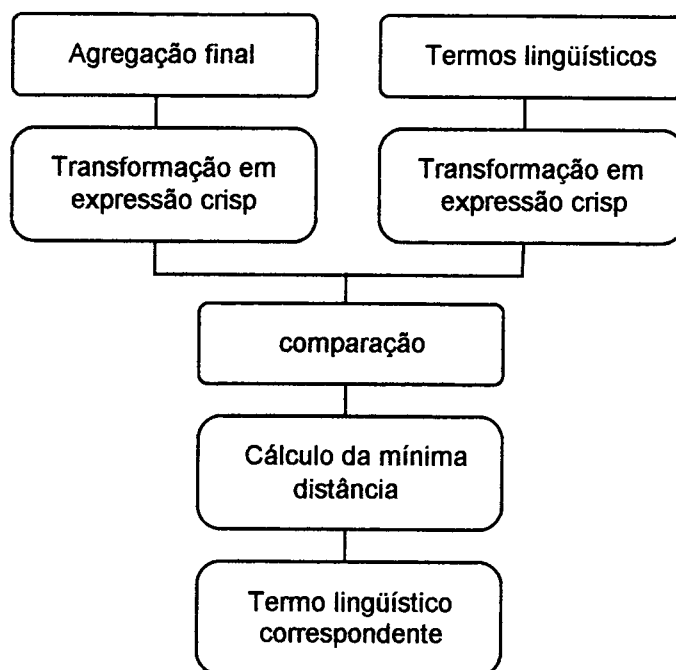 Agregação final
Termos lingüísticos
Transformação em
expressão crisp
Transformação em
expressão crisp
comparação
Cálculo da mínima
distância
Termo lingüístico
correspondente